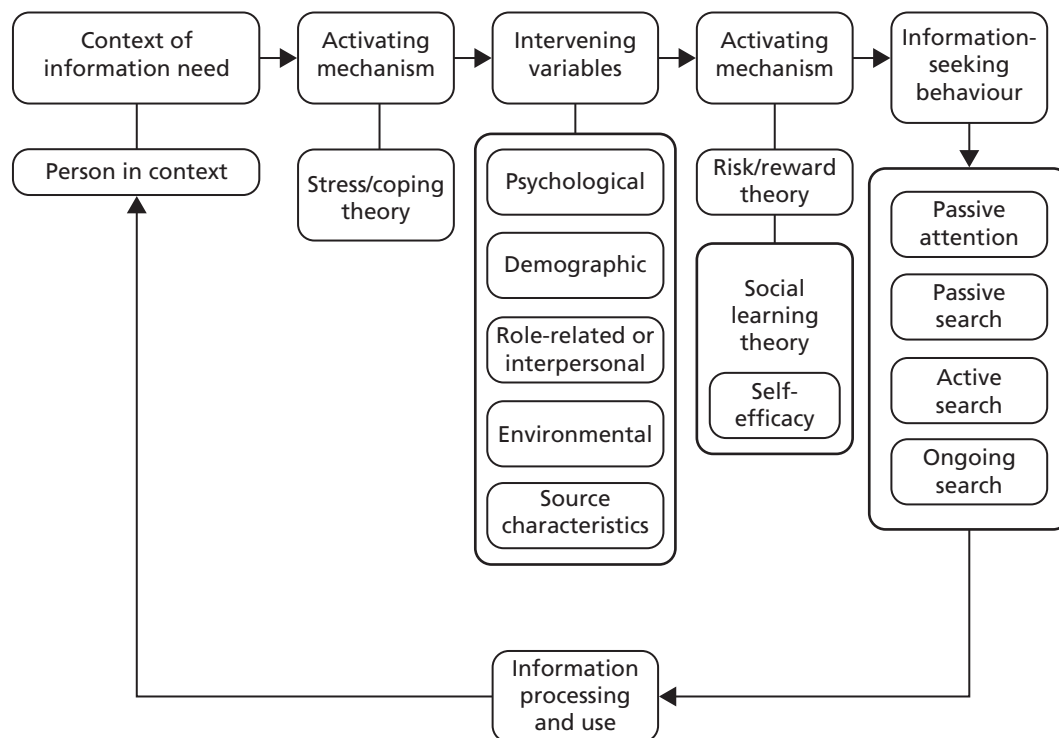 Context of
information need
Activating
mechanism
Intervening
variables
Activating
mechanism
Information-
seeking
behaviour
Person in context
Stress/coping
theory
Psychological
Demographic
Role-related or
interpersonal
Environmental
Source
characteristics
Risk/reward
theory
Social
learning
theory
Self-
efficacy
Passive
attention
Passive
search
Active
search
Ongoing
search
Information
processing
and use